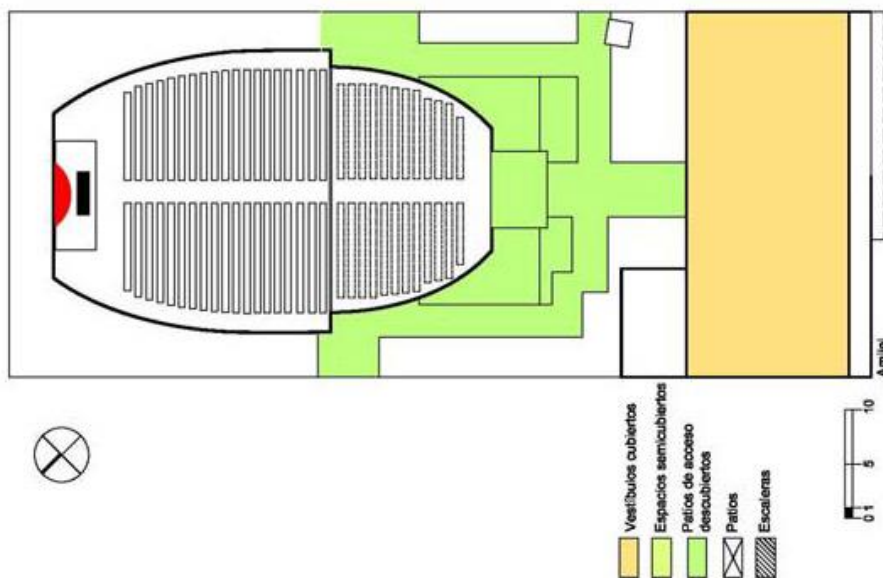 Vestíbulos cubiertos
Espacios semicubiertos
Patios de acceso
descubiertos
Patios
Escaleras
0 1 5 10